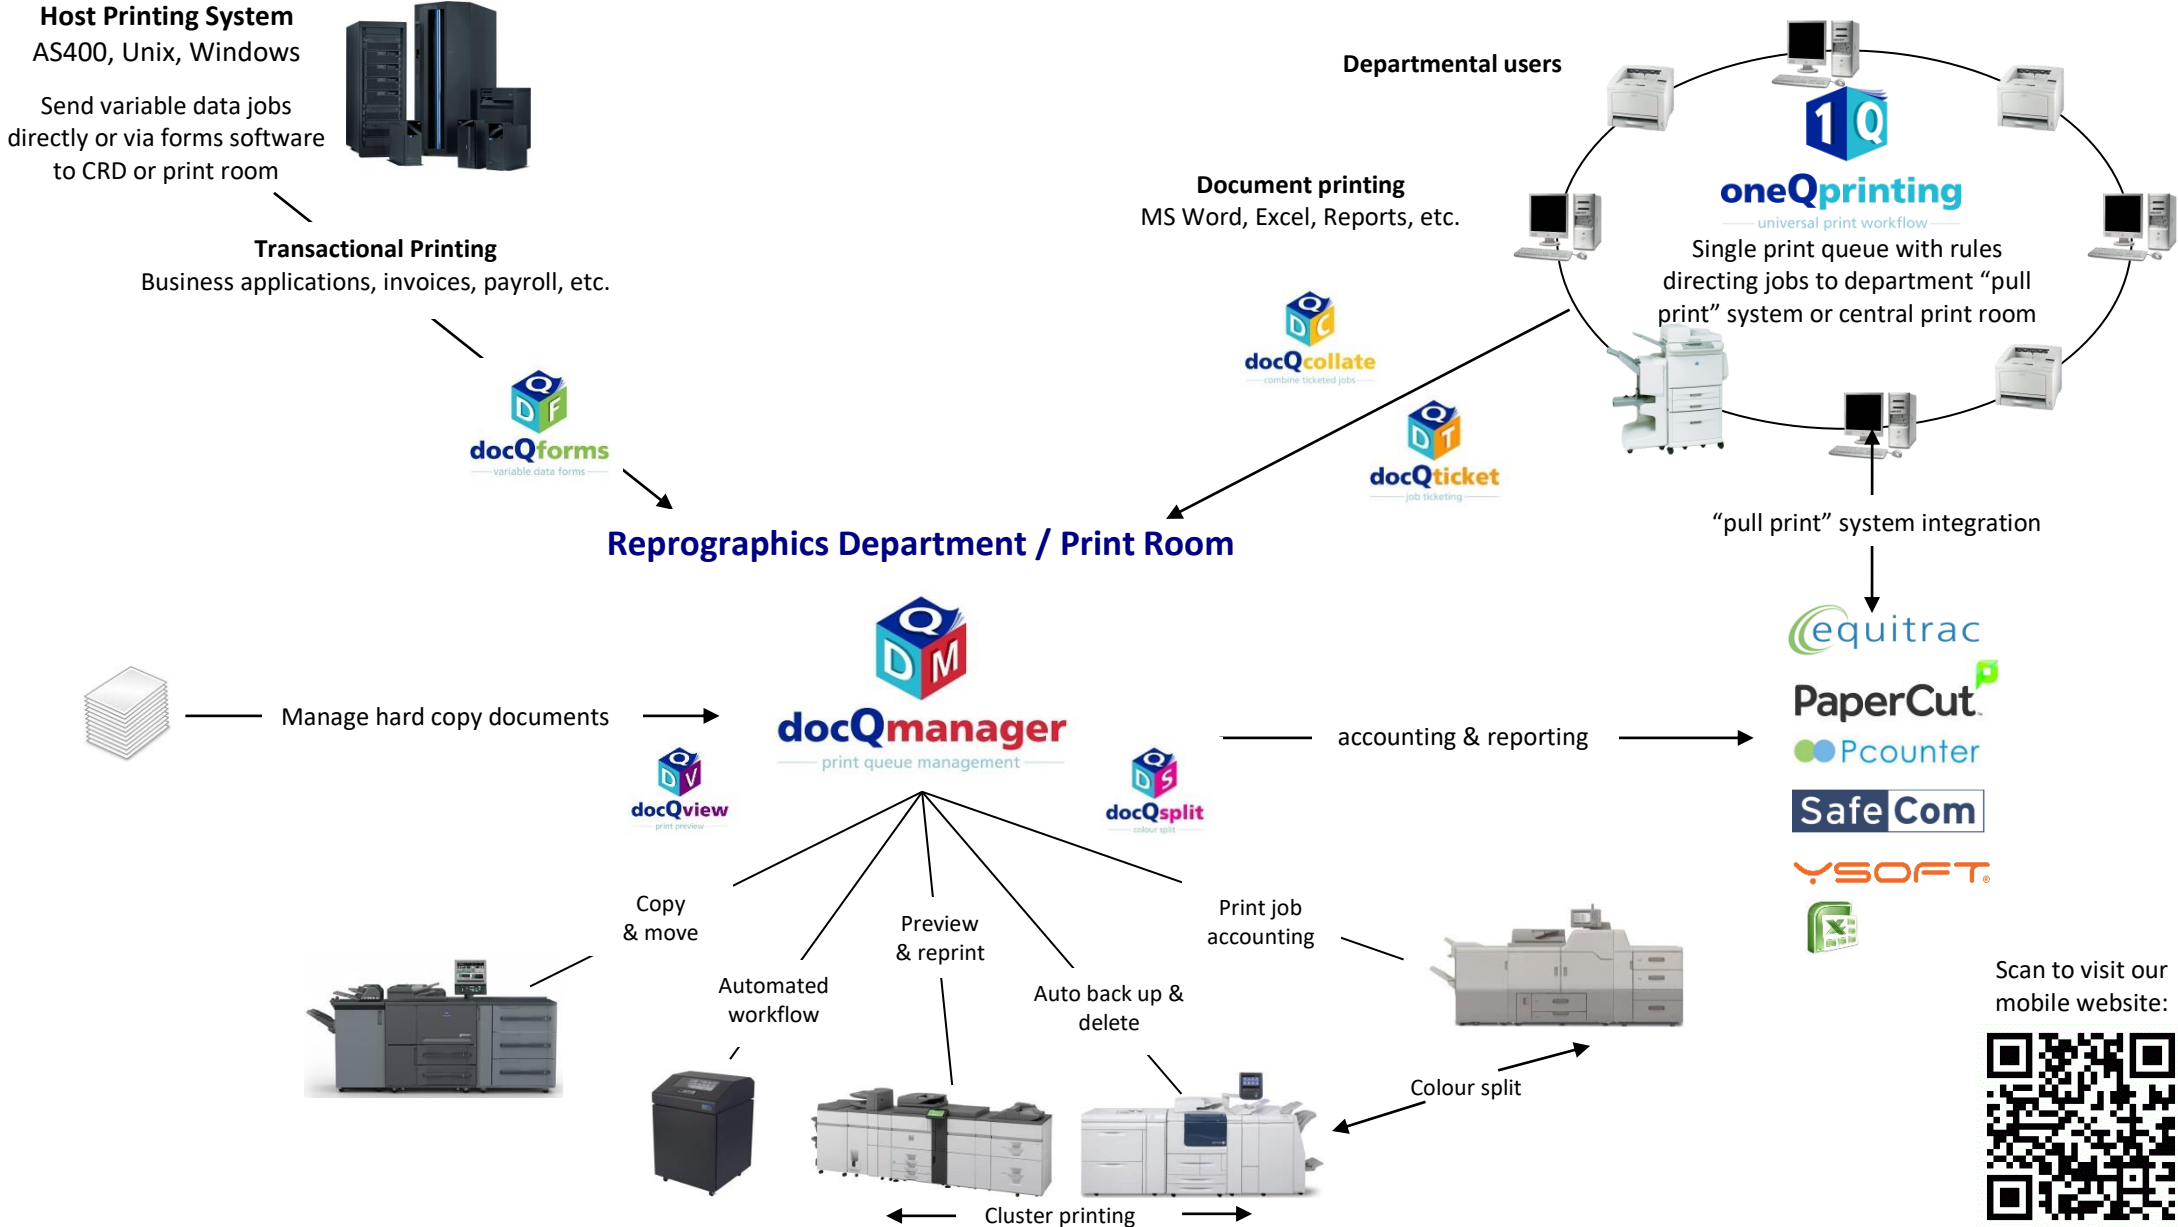 Host Printing System
AS400, Unix, Windows
Send variable data jobs
directly or via forms software
to CRD or print room
Transactional Printing
Business applications, invoices, payroll, etc.
Q
D F
docQforms
variable data forms
Departmental users
Document printing
MS Word, Excel, Reports, etc.
1Q
oneQprinting
universal print workflow
Single print queue with rules
directing jobs to department “pull
print” system or central print room
Q
D C
docQcollate
combine ticketed jobs
Q
D T
docQticket
job ticketing
“pull print” system integration
Reprographics Department / Print Room
Q
D M
docQmanager
print queue management
Manage hard copy documents
Q
D V
docQview
print preview
Q
D S
docQsplit
colour split
accounting & reporting
equitrac
PaperCut
Pcounter
SafeCom
YSOFT
X
Copy
& move
Automated
workflow
Preview
& reprint
Auto back up &
delete
Print job
accounting
Colour split
Cluster printing
Scan to visit our
mobile website: